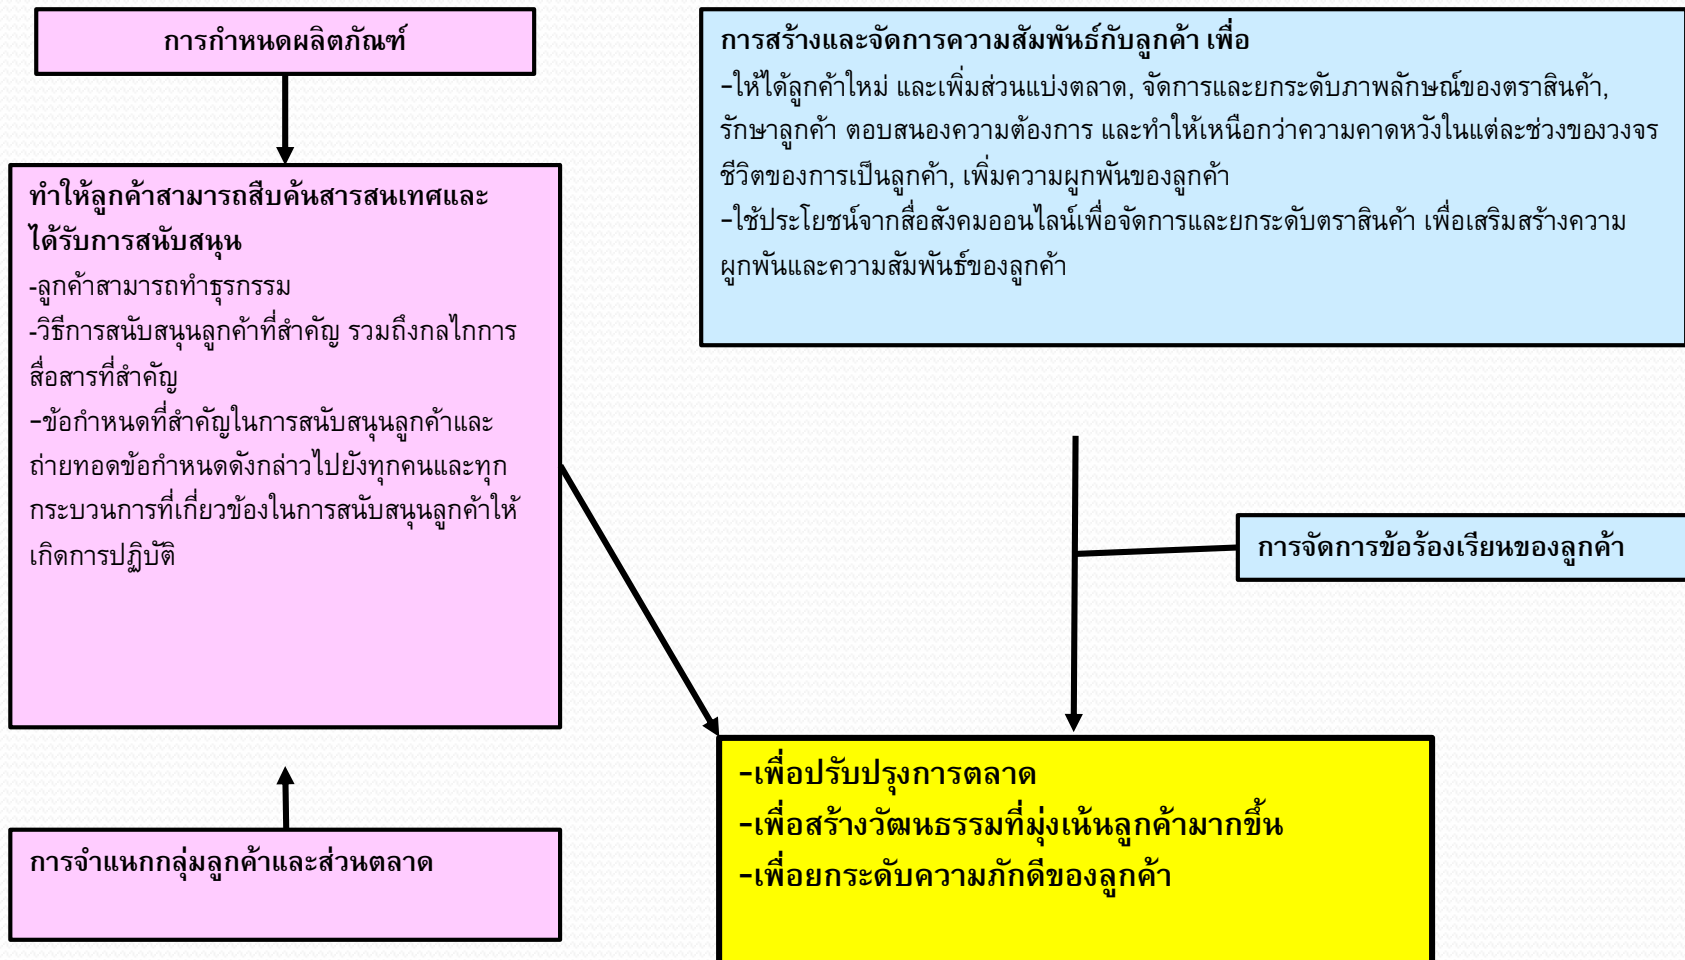 การกำหนดผลิตภัณฑ์
ทำให้ลูกค้าสามารถสืบค้นสารสนเทศและ
ได้รับการสนับสนุน
-ลูกค้าสามารถทำธุรกรรม
-วิธีการสนับสนุนลูกค้าที่สำคัญ รวมถึงกลไกการ
สื่อสารที่สำคัญ
-ข้อกำหนดที่สำคัญในการสนับสนุนลูกค้าและ
ถ่ายทอดข้อกำหนดดังกล่าวไปยังทุกคนและทุก
กระบวนการที่เกี่ยวข้องในการสนับสนุนลูกค้าให้
เกิดการปฏิบัติ
การจำแนกกลุ่มลูกค้าและส่วนตลาด
การสร้างและจัดการความสัมพันธ์กับลูกค้า เพื่อ
-ให้ได้ลูกค้าใหม่ และเพิ่มส่วนแบ่งตลาด, จัดการและยกระดับภาพลักษณ์ของตราสินค้า,
รักษาลูกค้า ตอบสนองความต้องการ และทำให้เหนือกว่าความคาดหวังในแต่ละช่วงของวงจร
ชีวิตของการเป็นลูกค้า, เพิ่มความผูกพันของลูกค้า
-ใช้ประโยชน์จากสื่อสังคมออนไลน์เพื่อจัดการและยกระดับตราสินค้า เพื่อเสริมสร้างความ
ผูกพันและความสัมพันธ์ของลูกค้า
การจัดการข้อร้องเรียนของลูกค้า
-เพื่อปรับปรุงการตลาด
-เพื่อสร้างวัฒนธรรมที่มุ่งเน้นลูกค้ามากขึ้น
-เพื่อยกระดับความภักดีของลูกค้า